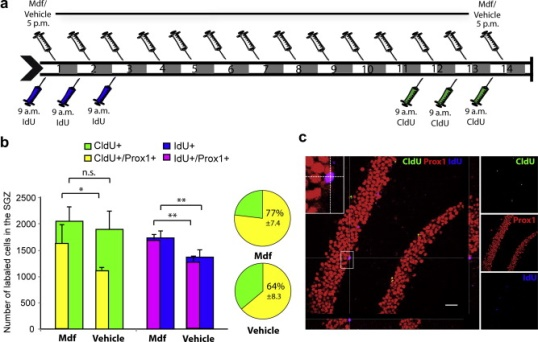 a
Mdf/
Vehicle
5 p.m.
Mdf/
Vehicle
5 p.m.
1 2 3 4 5 6 7 8 9 10 11 12 13 14
9 a.m.
IdU
9 a.m.
IdU
9 a.m.
IdU
9 a.m.
CldU
9 a.m.
CldU
9 a.m.
CldU
b
CldU+
IdU+
CldU+/Prox1+
IdU+/Prox1+
Number of labeled cells in the SGZ
2500
2000
1500
1000
500
0
n.s.
*
**
**
Mdf
Vehicle
Mdf
Vehicle
77%
±7.4
Mdf
64%
±8.3
Vehicle
c
CldU Prox1 IdU
CldU
Prox1
IdU